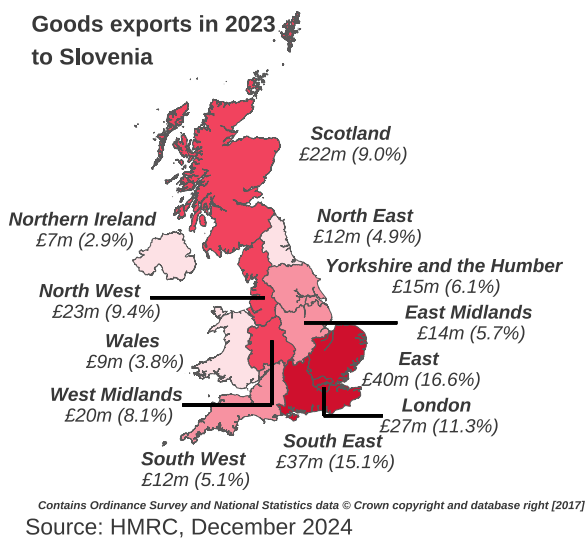 Goods exports in 2023
to Slovenia
Scotland
£22m (9.0%)
Northern Ireland
£7m (2.9%)
North East
£12m (4.9%)
Yorkshire and the Humber
£15m (6.1%)
North West
£23m (9.4%)
East Midlands
£14m (5.7%)
Wales
£9m (3.8%)
East
£40m (16.6%)
West Midlands
£20m (8.1%)
London
£27m (11.3%)
South East
£37m (15.1%)
South West
£12m (5.1%)
Contains Ordinance Survey and National Statistics data © Crown copyright and database right [2017]
Source: HMRC, December 2024